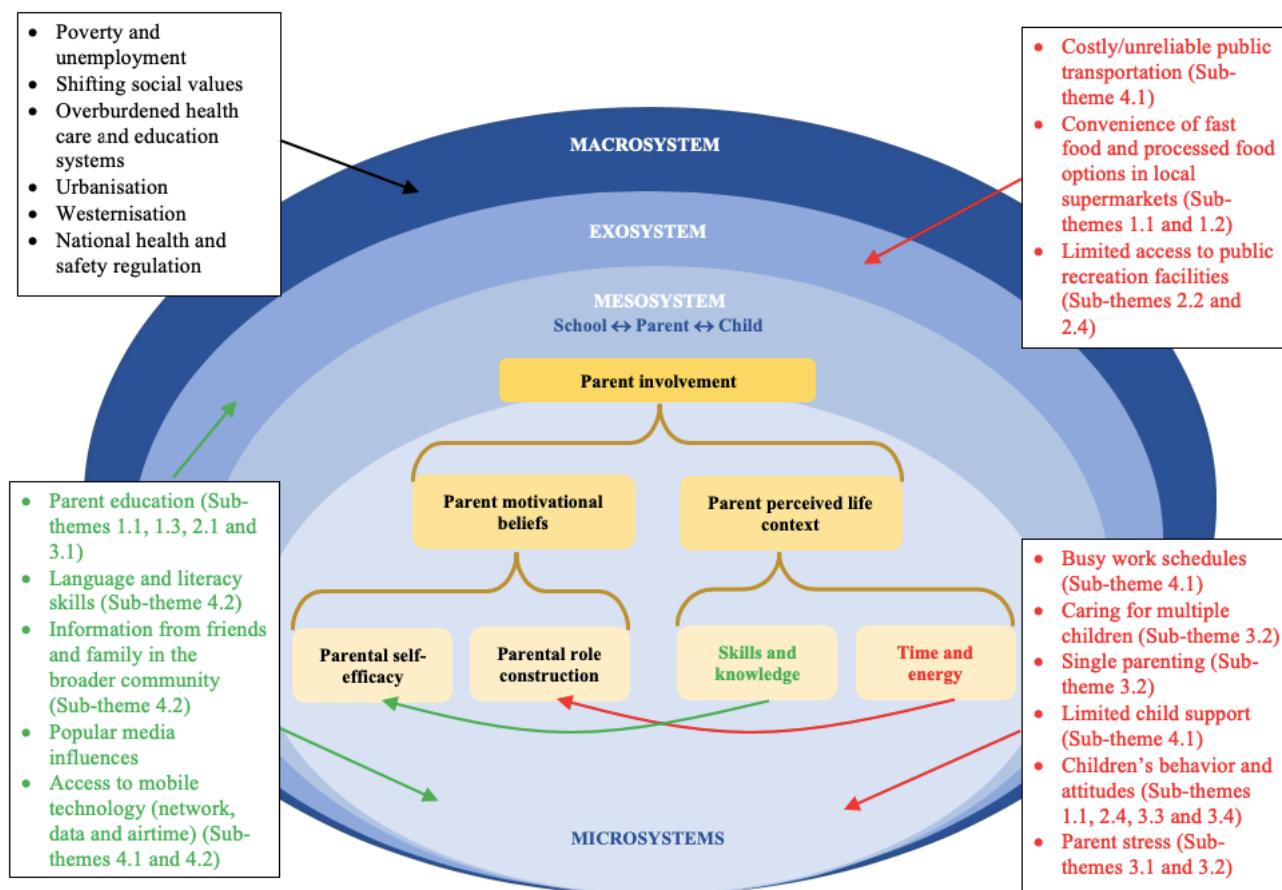 • Poverty and
unemployment
• Shifting social values
• Overburdened health
care and education
systems
• Urbanisation
• Westernisation
• National health and
safety regulation
• Costly/unreliable public
transportation (Sub-
theme 4.1)
• Convenience of fast
food and processed food
options in local
supermarkets (Sub-
themes 1.1 and 1.2)
• Limited access to public
recreation facilities
(Sub-themes 2.2 and
2.4)
MACROSYSTEM
EXOSYSTEM
MESOSYSTEM
School ↔ Parent ↔ Child
Parent involvement
Parent motivational
beliefs
Parent perceived life
context
Parental self-
efficacy
Parental role
construction
Skills and
knowledge
Time and
energy
MICROSYSTEMS
• Parent education (Sub-
themes 1.1, 1.3, 2.1 and
3.1)
• Language and literacy
skills (Sub-theme 4.2)
• Information from friends
and family in the
broader community
(Sub-theme 4.2)
• Popular media
influences
• Access to mobile
technology (network,
data and airtime) (Sub-
themes 4.1 and 4.2)
• Busy work schedules
(Sub-theme 4.1)
• Caring for multiple
children (Sub-theme 3.2)
• Single parenting (Sub-
theme 3.2)
• Limited child support
(Sub-theme 4.1)
• Children's behavior and
attitudes (Sub-themes
1.1, 2.4, 3.3 and 3.4)
• Parent stress (Sub-
themes 3.1 and 3.2)